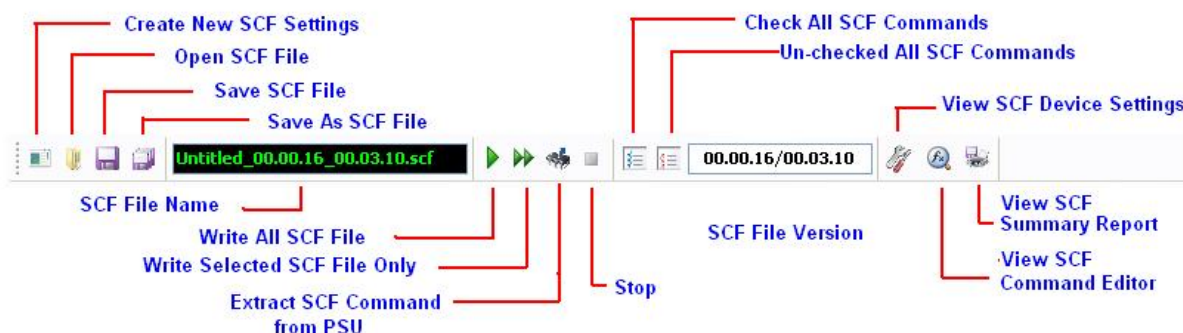 Create New SCF Settings
Open SCF File
Save SCF File
Save As SCF File
Check All SCF Commands
Un-checked All SCF Commands
View SCF Device Settings
Untitled_00.00.16_00.03.10.scf
00.00.16/00.03.10
SCF File Name
Write All SCF File
Write Selected SCF File Only
Extract SCF Command
from PSU
Stop
SCF File Version
View SCF
Summary Report
View SCF
Command Editor